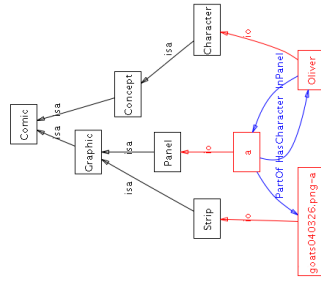 Comic
isa
isa
Graphic
Concept
Character
isa
isa
isa
Strip
Panel
io
io
io
a
PartOf
HasCharacter
InPanel
goats040326.png-a
Oliver